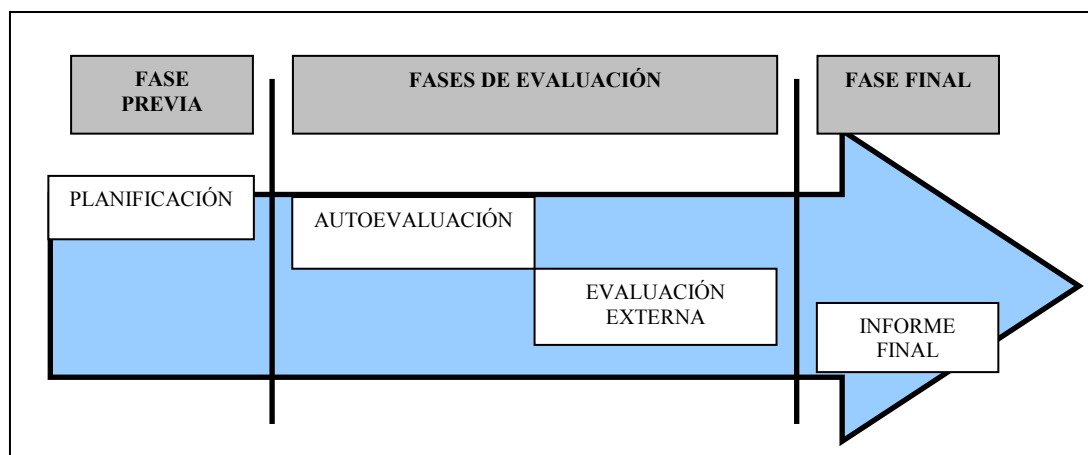 FASE
PREVIA
FASES DE EVALUACIÓN
FASE FINAL
PLANIFICACIÓN
AUTOEVALUACIÓN
EVALUACIÓN
EXTERNA
INFORME
FINAL